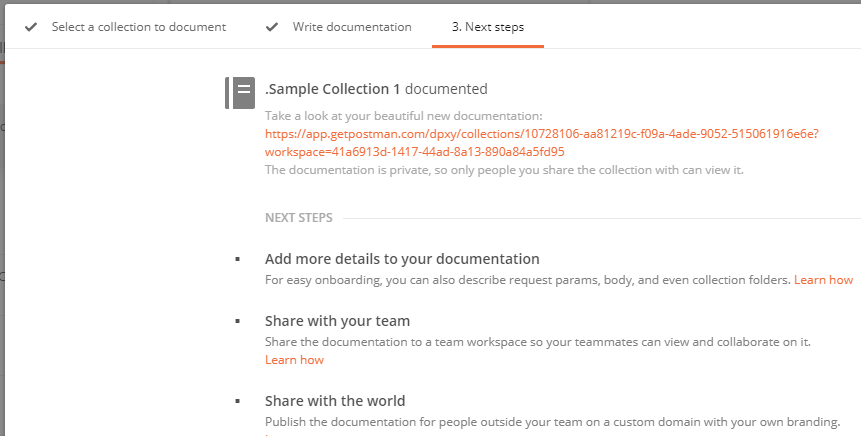 Select a collection to document
Write documentation
3. Next steps
.Sample Collection 1 documented
Take a look at your beautiful new documentation:
https://app.getpostman.com/dpxy/collections/10728106-aa81219c-f09a-4ade-9052-515061916e6e?
workspace=41a6913d-1417-44ad-8a13-890a84a5fd95
The documentation is private, so only people you share the collection with can view it.
NEXT STEPS
Add more details to your documentation
For easy onboarding, you can also describe request params, body, and even collection folders. Learn how
Share with your team
Share the documentation to a team workspace so your teammates can view and collaborate on it.
Learn how
Share with the world
Publish the documentation for people outside your team on a custom domain with your own branding.